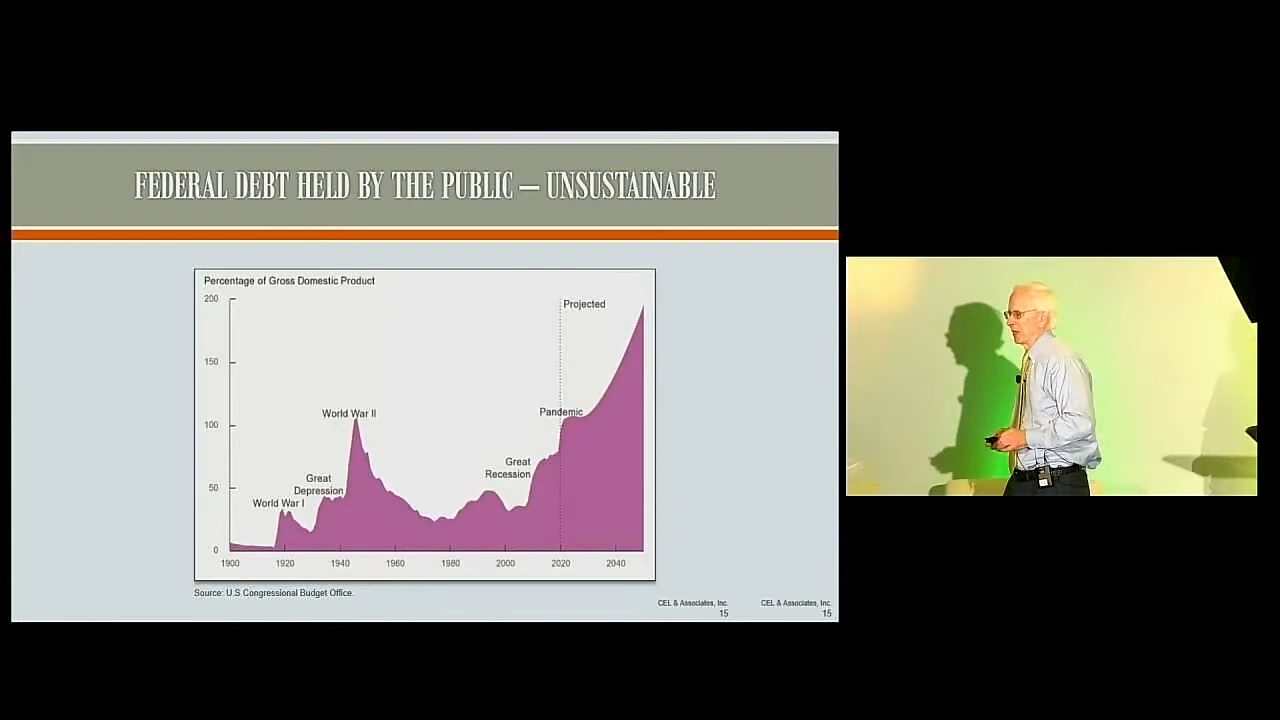 FEDERAL DEBT HELD BY THE PUBLIC – UNSUSTAINABLE
Percentage of Gross Domestic Product
200
150
100
50
0
Projected
World War II
Pandemic
Great
Recession
Great
Depression
World War I
1900 1920 1940 1960 1980 2000 2020 2040
Source: U.S Congressional Budget Office.
CEL & Associates, Inc. CEL & Associates, Inc.
15 15